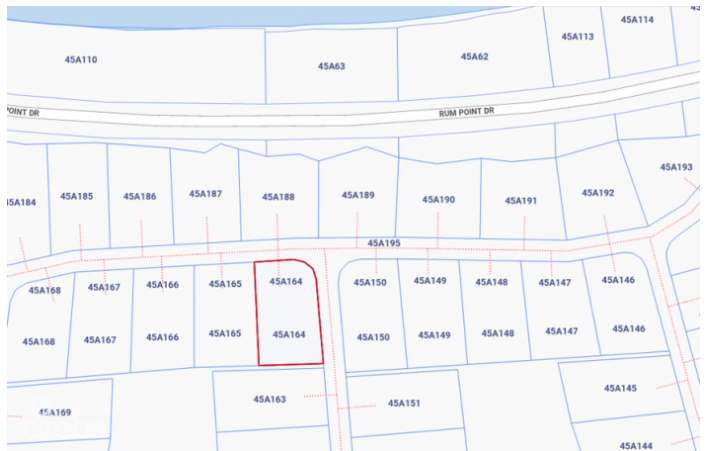 45A110
45A63
45A62
45A113
45A114
POINT DR
RUM POINT DR
45A184
45A185
45A186
45A187
45A188
45A189
45A190
45A191
45A192
45A193
45A195
45A168
45A167
45A166
45A165
45A164
45A150
45A149
45A148
45A147
45A146
45A168
45A167
45A166
45A165
45A164
45A150
45A149
45A148
45A147
45A146
45A169
45A163
45A151
45A145
45A144